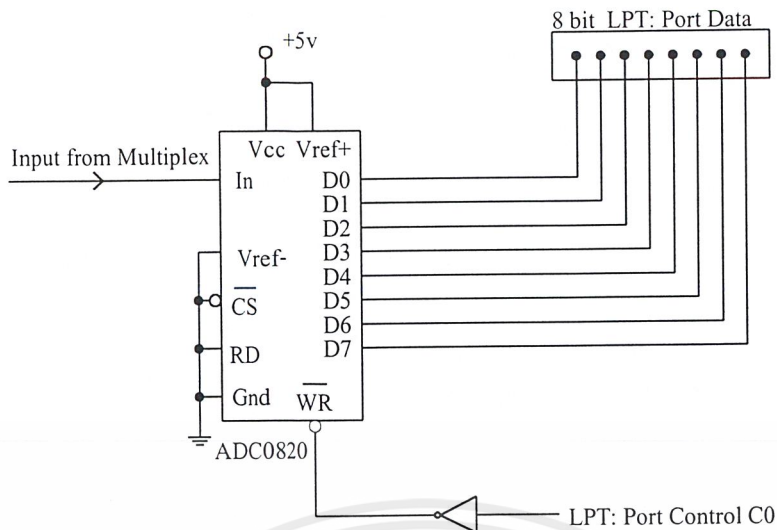 8 bit LPT: Port Data
+5v
Vcc Vref+
Input from Multiplex
In
D0
D1
D2
D3
D4
D5
D6
D7
Vref-
CS
RD
Gnd
WR
ADC0820
LPT: Port Control C0